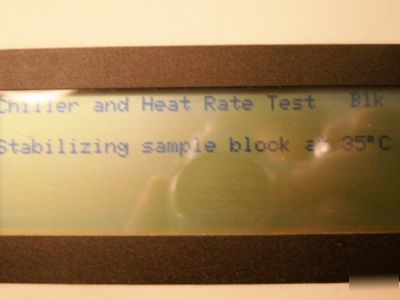 Chiller and Heat Rate Test Blk
Stabilizing sample block at 35°C